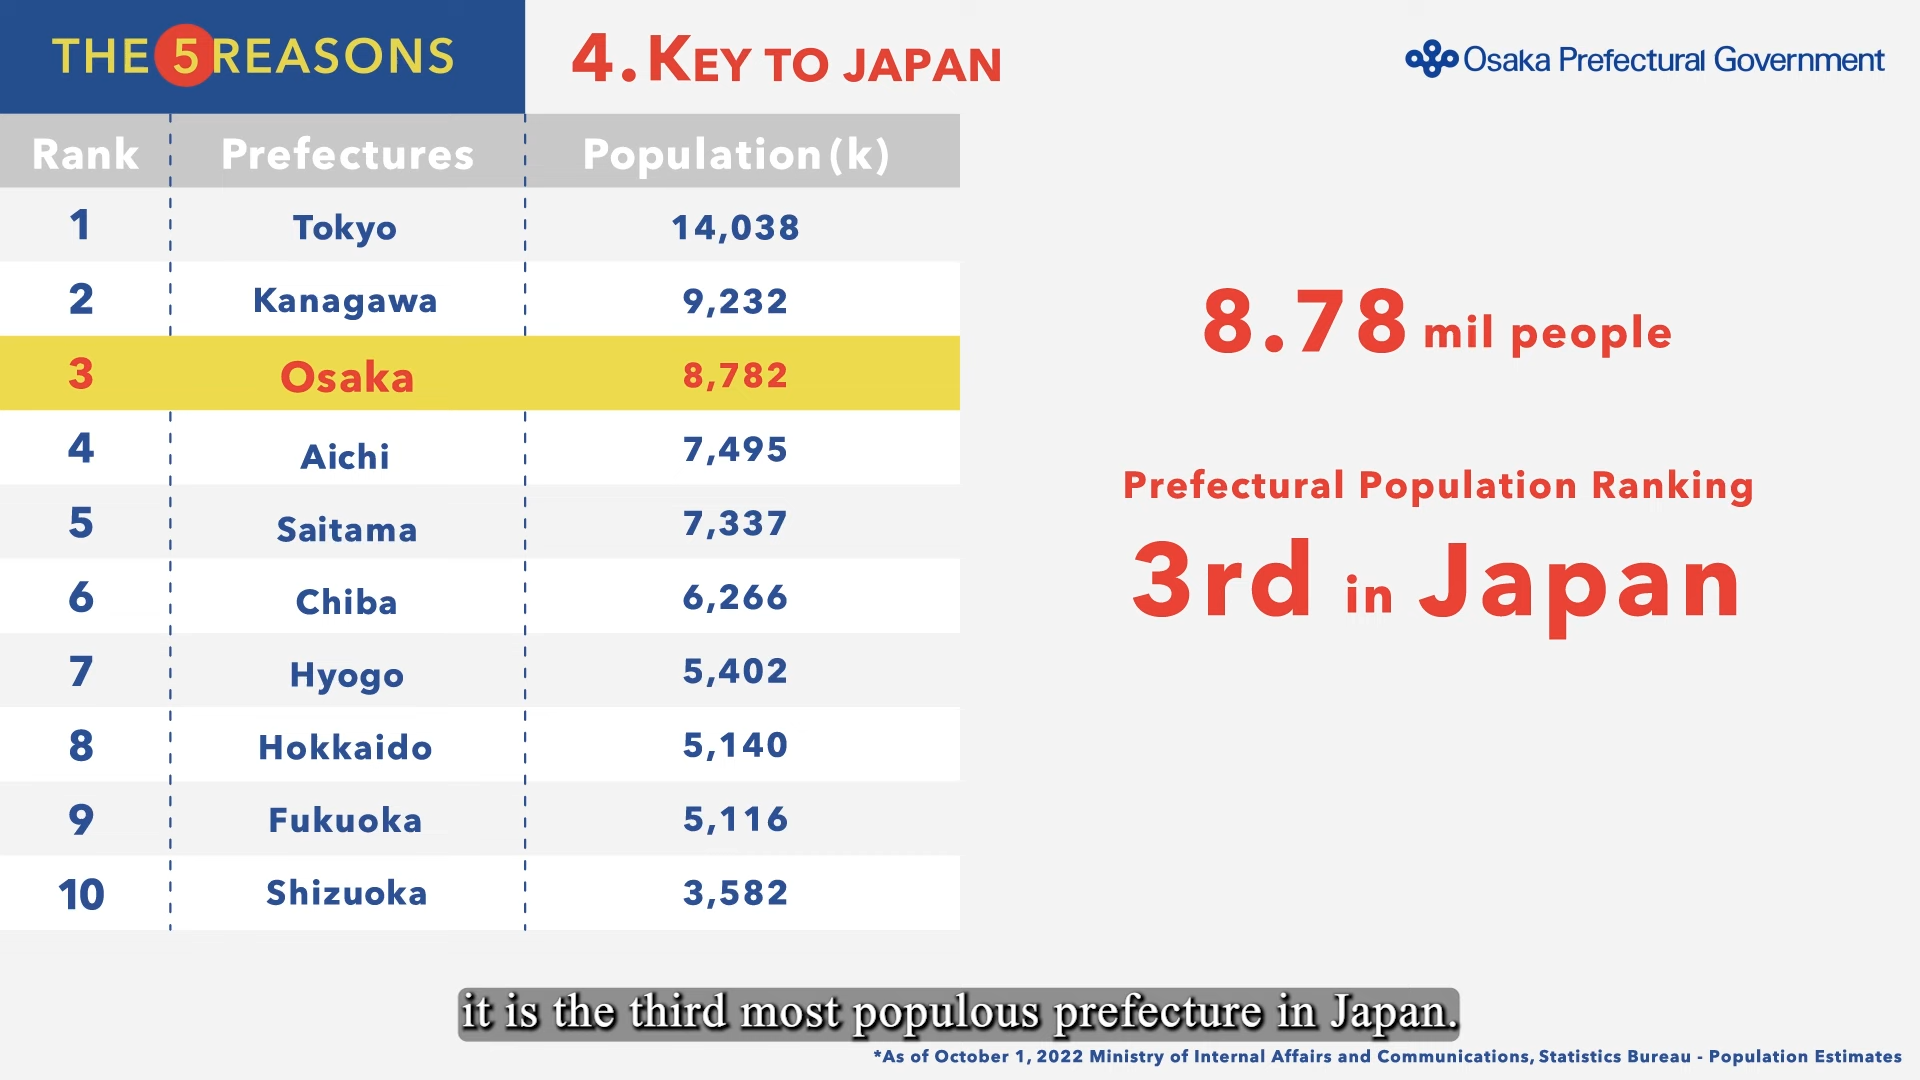 THE 5 REASONS
4. KEY TO JAPAN
Osaka Prefectural Government
Rank Prefectures Population (k)
1 Tokyo 14,038
2 Kanagawa 9,232
3 Osaka 8,782
4 Aichi 7,495
5 Saitama 7,337
6 Chiba 6,266
7 Hyogo 5,402
8 Hokkaido 5,140
9 Fukuoka 5,116
10 Shizuoka 3,582
8.78 mil people
Prefectural Population Ranking
3rd in Japan
it is the third most populous prefecture in Japan.
*As of October 1, 2022 Ministry of Internal Affairs and Communications, Statistics Bureau - Population Estimates